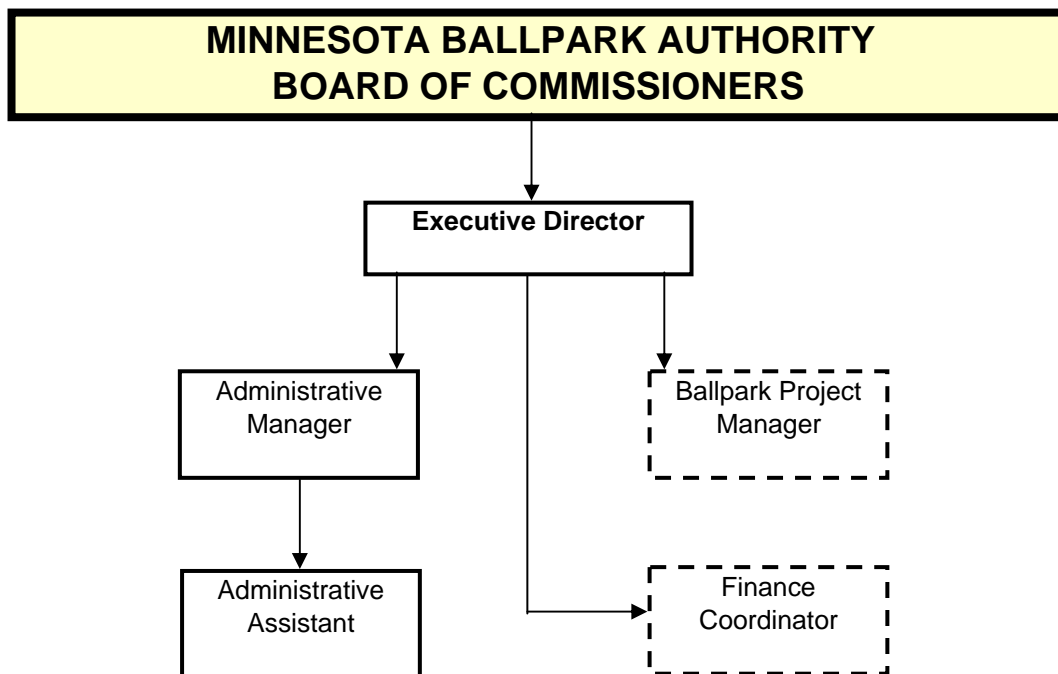 MINNESOTA BALLPARK AUTHORITY
BOARD OF COMMISSIONERS
Executive Director
Administrative
Manager
Ballpark Project
Manager
Administrative
Assistant
Finance
Coordinator